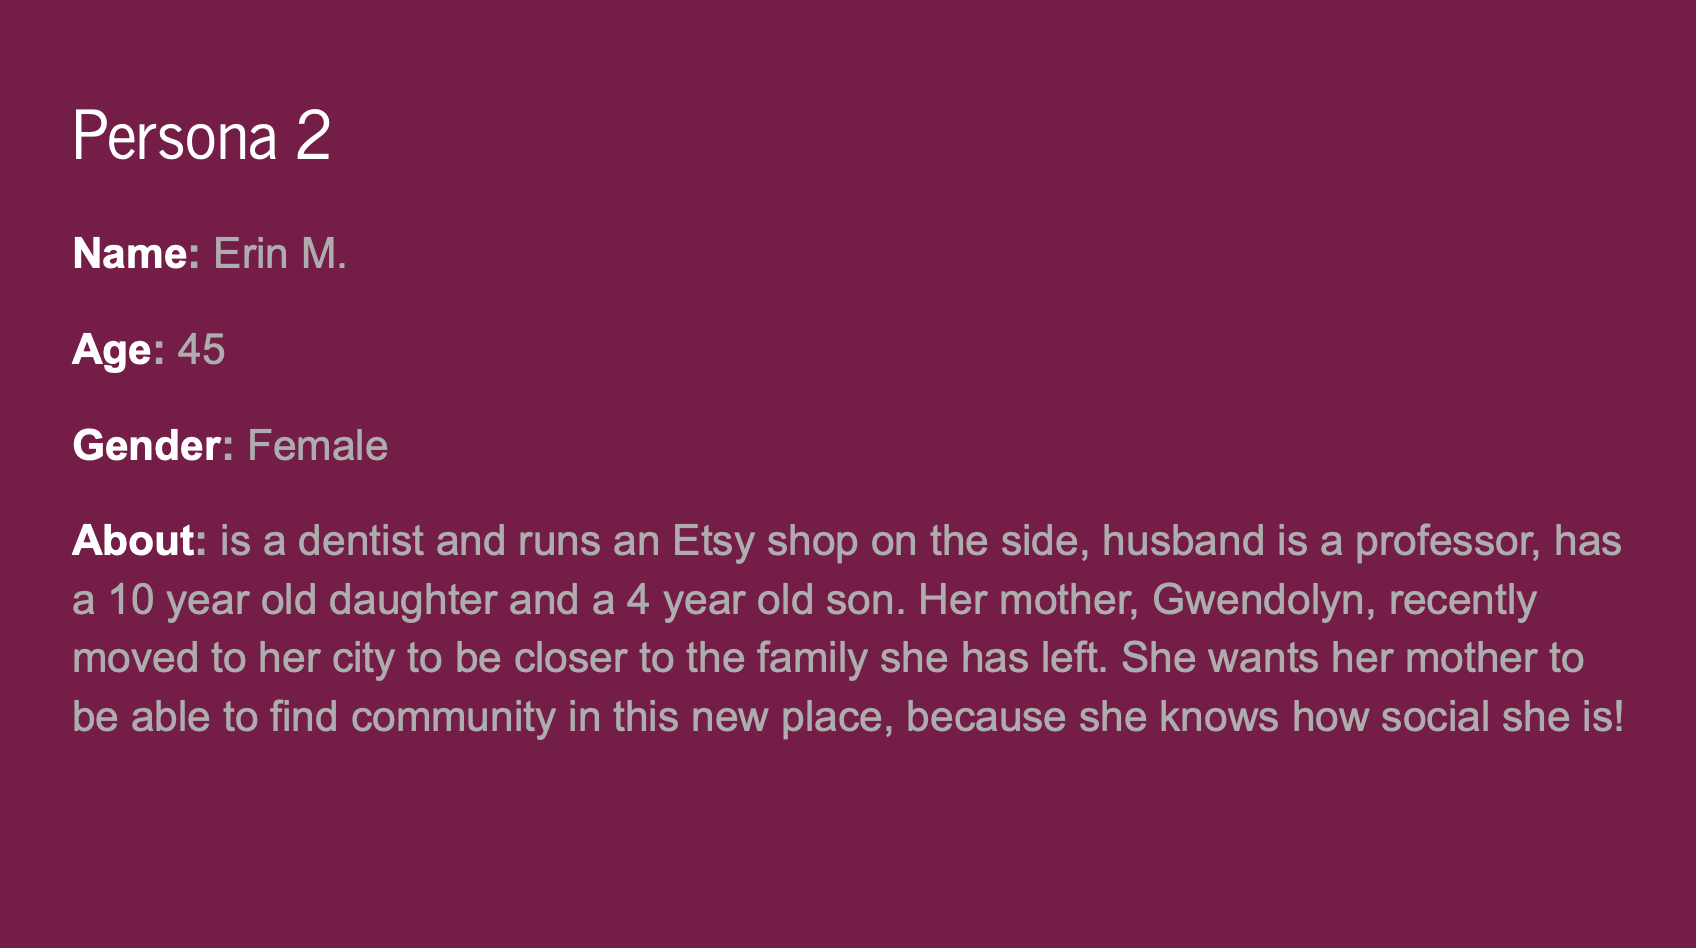 Persona 2
Name: Erin M.
Age: 45
Gender: Female
About: is a dentist and runs an Etsy shop on the side, husband is a professor, has
a 10 year old daughter and a 4 year old son. Her mother, Gwendolyn, recently
moved to her city to be closer to the family she has left. She wants her mother to
be able to find community in this new place, because she knows how social she is!